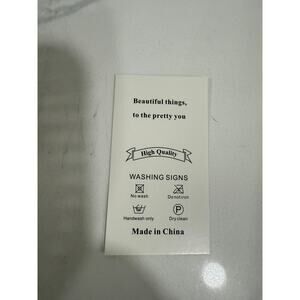 Beautiful things,
to the pretty you
High Quality
WASHING SIGNS
No wash
Do not iron
Handwash only
P
Dry clean
Made in China